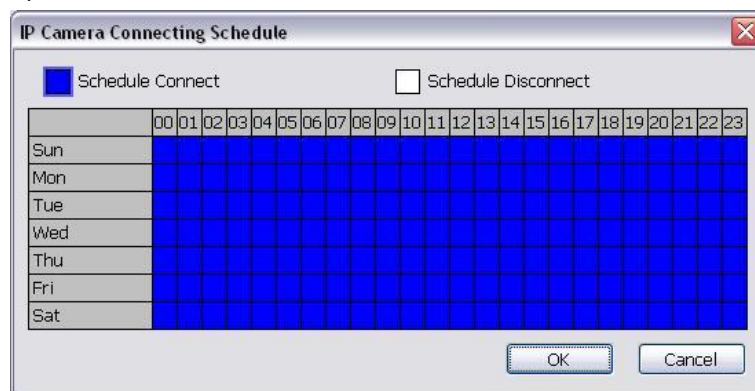 IP Camera Connecting Schedule
Schedule Connect Schedule Disconnect
00 01 02 03 04 05 06 07 08 09 10 11 12 13 14 15 16 17 18 19 20 21 22 23
Sun
Mon
Tue
Wed
Thu
Fri
Sat
OK Cancel